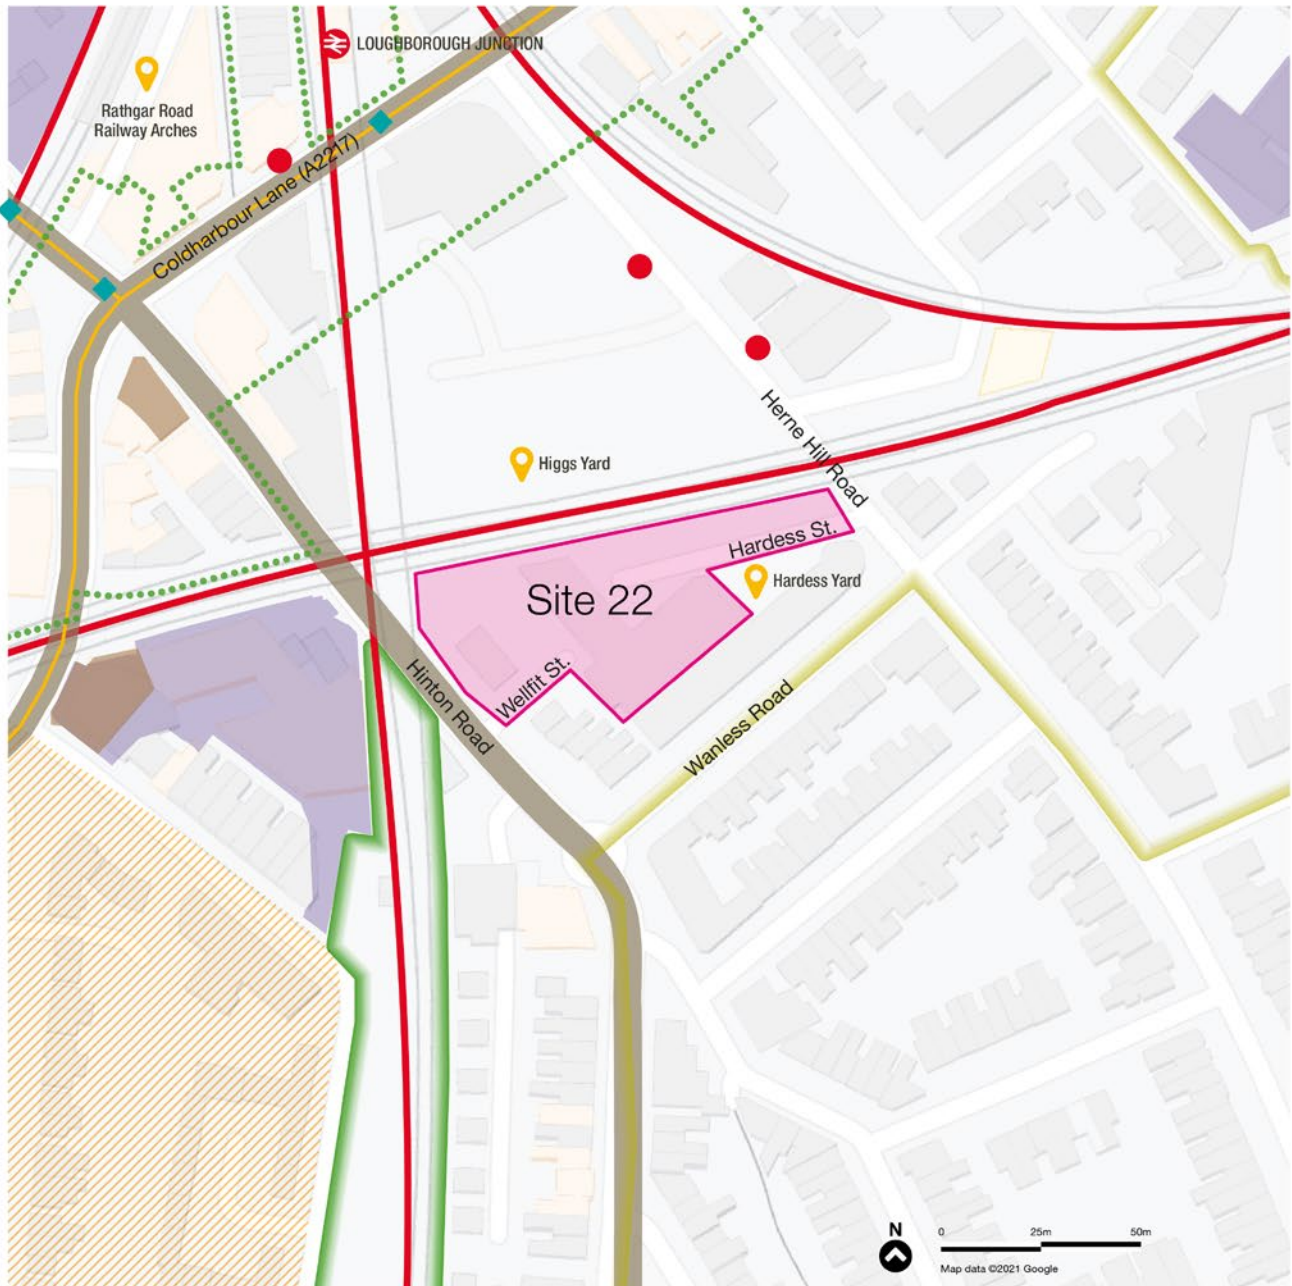 LOUGHBOROUGH JUNCTION
Rathgar Road
Railway Arches
Coldharbour Lane (A2217)
Herne Hill Road
Higgs Yard
Hardess St.
Hardess Yard
Site 22
Wellfit St.
Hinton Road
Wanless Road
N
0 25m 50m
Map data ©2021 Google